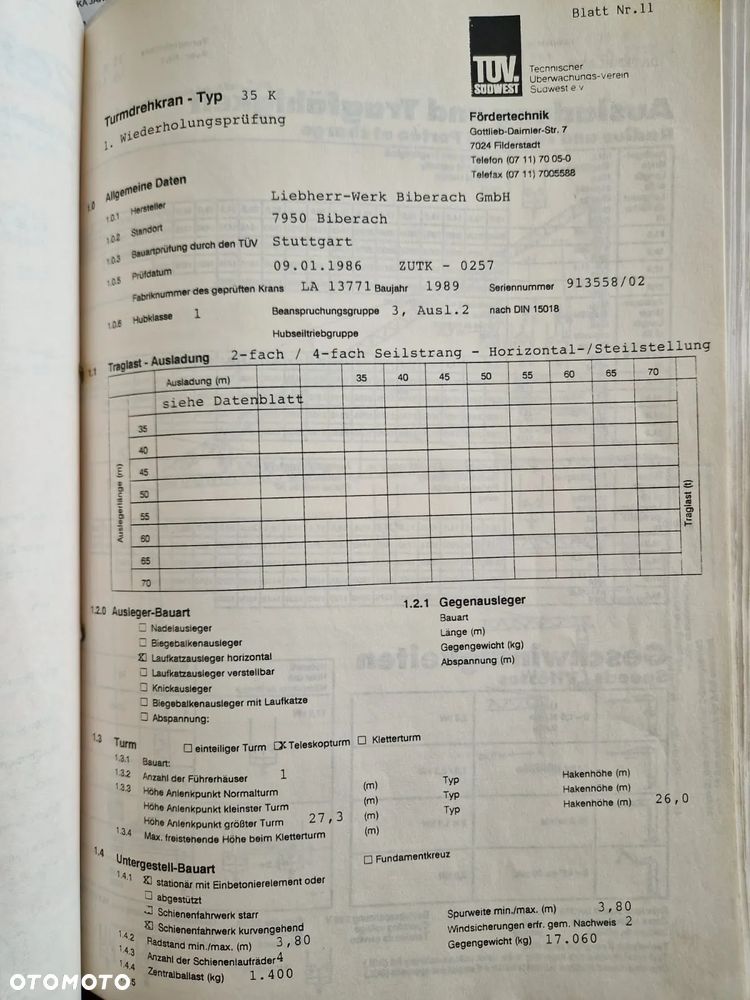 Blatt Nr.11
TÜV
SÜDWEST
Technischer
Überwachungs-Verein
Südwest e.v
Turmdrehkran - Typ 35 K
1. Wiederholungsprüfung
Fördertechnik
Gottlieb-Daimler-Str. 7
7024 Filderstadt
Telefon (07 11) 70 05-0
Telefax (07 11) 7005588
1.0 Allgemeine Daten
1.0.1 Hersteller Liebherr-Werk Biberach GmbH
1.0.2 Standort 7950 Biberach
1.0.3 Bauartprüfung durch den TÜV Stuttgart
1.0.5 Prüfdatum 09.01.1986 ZUTK - 0257
Fabriknummer des geprüften Krans LA 13771 Baujahr 1989 Seriennummer 913558/02
1.0.6 Hubklasse 1 Beanspruchungsgruppe 3, Ausl.2 nach DIN 15018
Hubseiltriebgruppe
1.1 Traglast - Ausladung 2-fach / 4-fach Seilstrang - Horizontal-/Steilstellung
Ausladung (m) 35 40 45 50 55 60 65 70
siehe Datenblatt
Auslegerlänge (m)
35
40
45
50
55
60
65
70
Traglast (t)
1.2.0 Ausleger-Bauart
Nadelausleger
Biegebalkenausleger
X Laufkatzausleger horizontal
Laufkatzausleger verstellbar
Knickausleger
Biegebalkenausleger mit Laufkatze
Abspannung:
1.2.1 Gegenausleger
Bauart
Länge (m)
Gegengewicht (kg)
Abspannung (m)
1.3 Turm einteiliger Turm X Teleskopturm Kletterturm
1.3.1 Bauart:
1.3.2 Anzahl der Führerhäuser 1
1.3.3 Höhe Anlenkpunkt Normalturm (m) Typ Hakenhöhe (m)
Höhe Anlenkpunkt kleinster Turm (m) Typ Hakenhöhe (m)
Höhe Anlenkpunkt größter Turm 27,3 (m) Typ Hakenhöhe (m) 26,0
1.3.4 Max. freistehende Höhe beim Kletterturm (m)
1.4 Untergestell-Bauart Fundamentkreuz
1.4.1 X stationär mit Einbetonierelement oder
abgestützt
Schienenfahrwerk starr
X Schienenfahrwerk kurvengehend
1.4.2 Radstand min./max. (m) 3,80 Spurweite min./max. (m) 3,80
1.4.3 Anzahl der Schienenlaufräder 4 Windsicherungen erfr. gem. Nachweis 2
1.4.4 Zentralballast (kg) 1.400 Gegengewicht (kg) 17.060
5
OTOMOTO